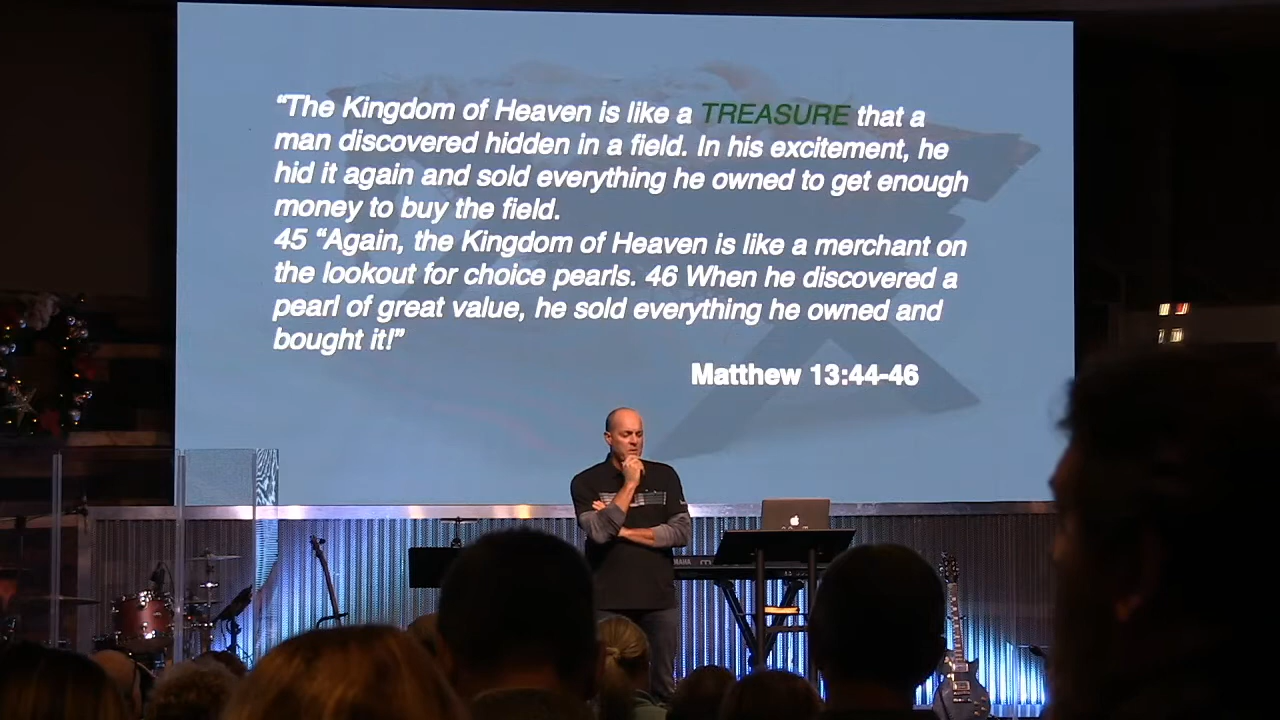 “The Kingdom of Heaven is like a TREASURE that a
man discovered hidden in a field. In his excitement, he
hid it again and sold everything he owned to get enough
money to buy the field.
45 “Again, the Kingdom of Heaven is like a merchant on
the lookout for choice pearls. 46 When he discovered a
pearl of great value, he sold everything he owned and
bought it!”
Matthew 13:44-46